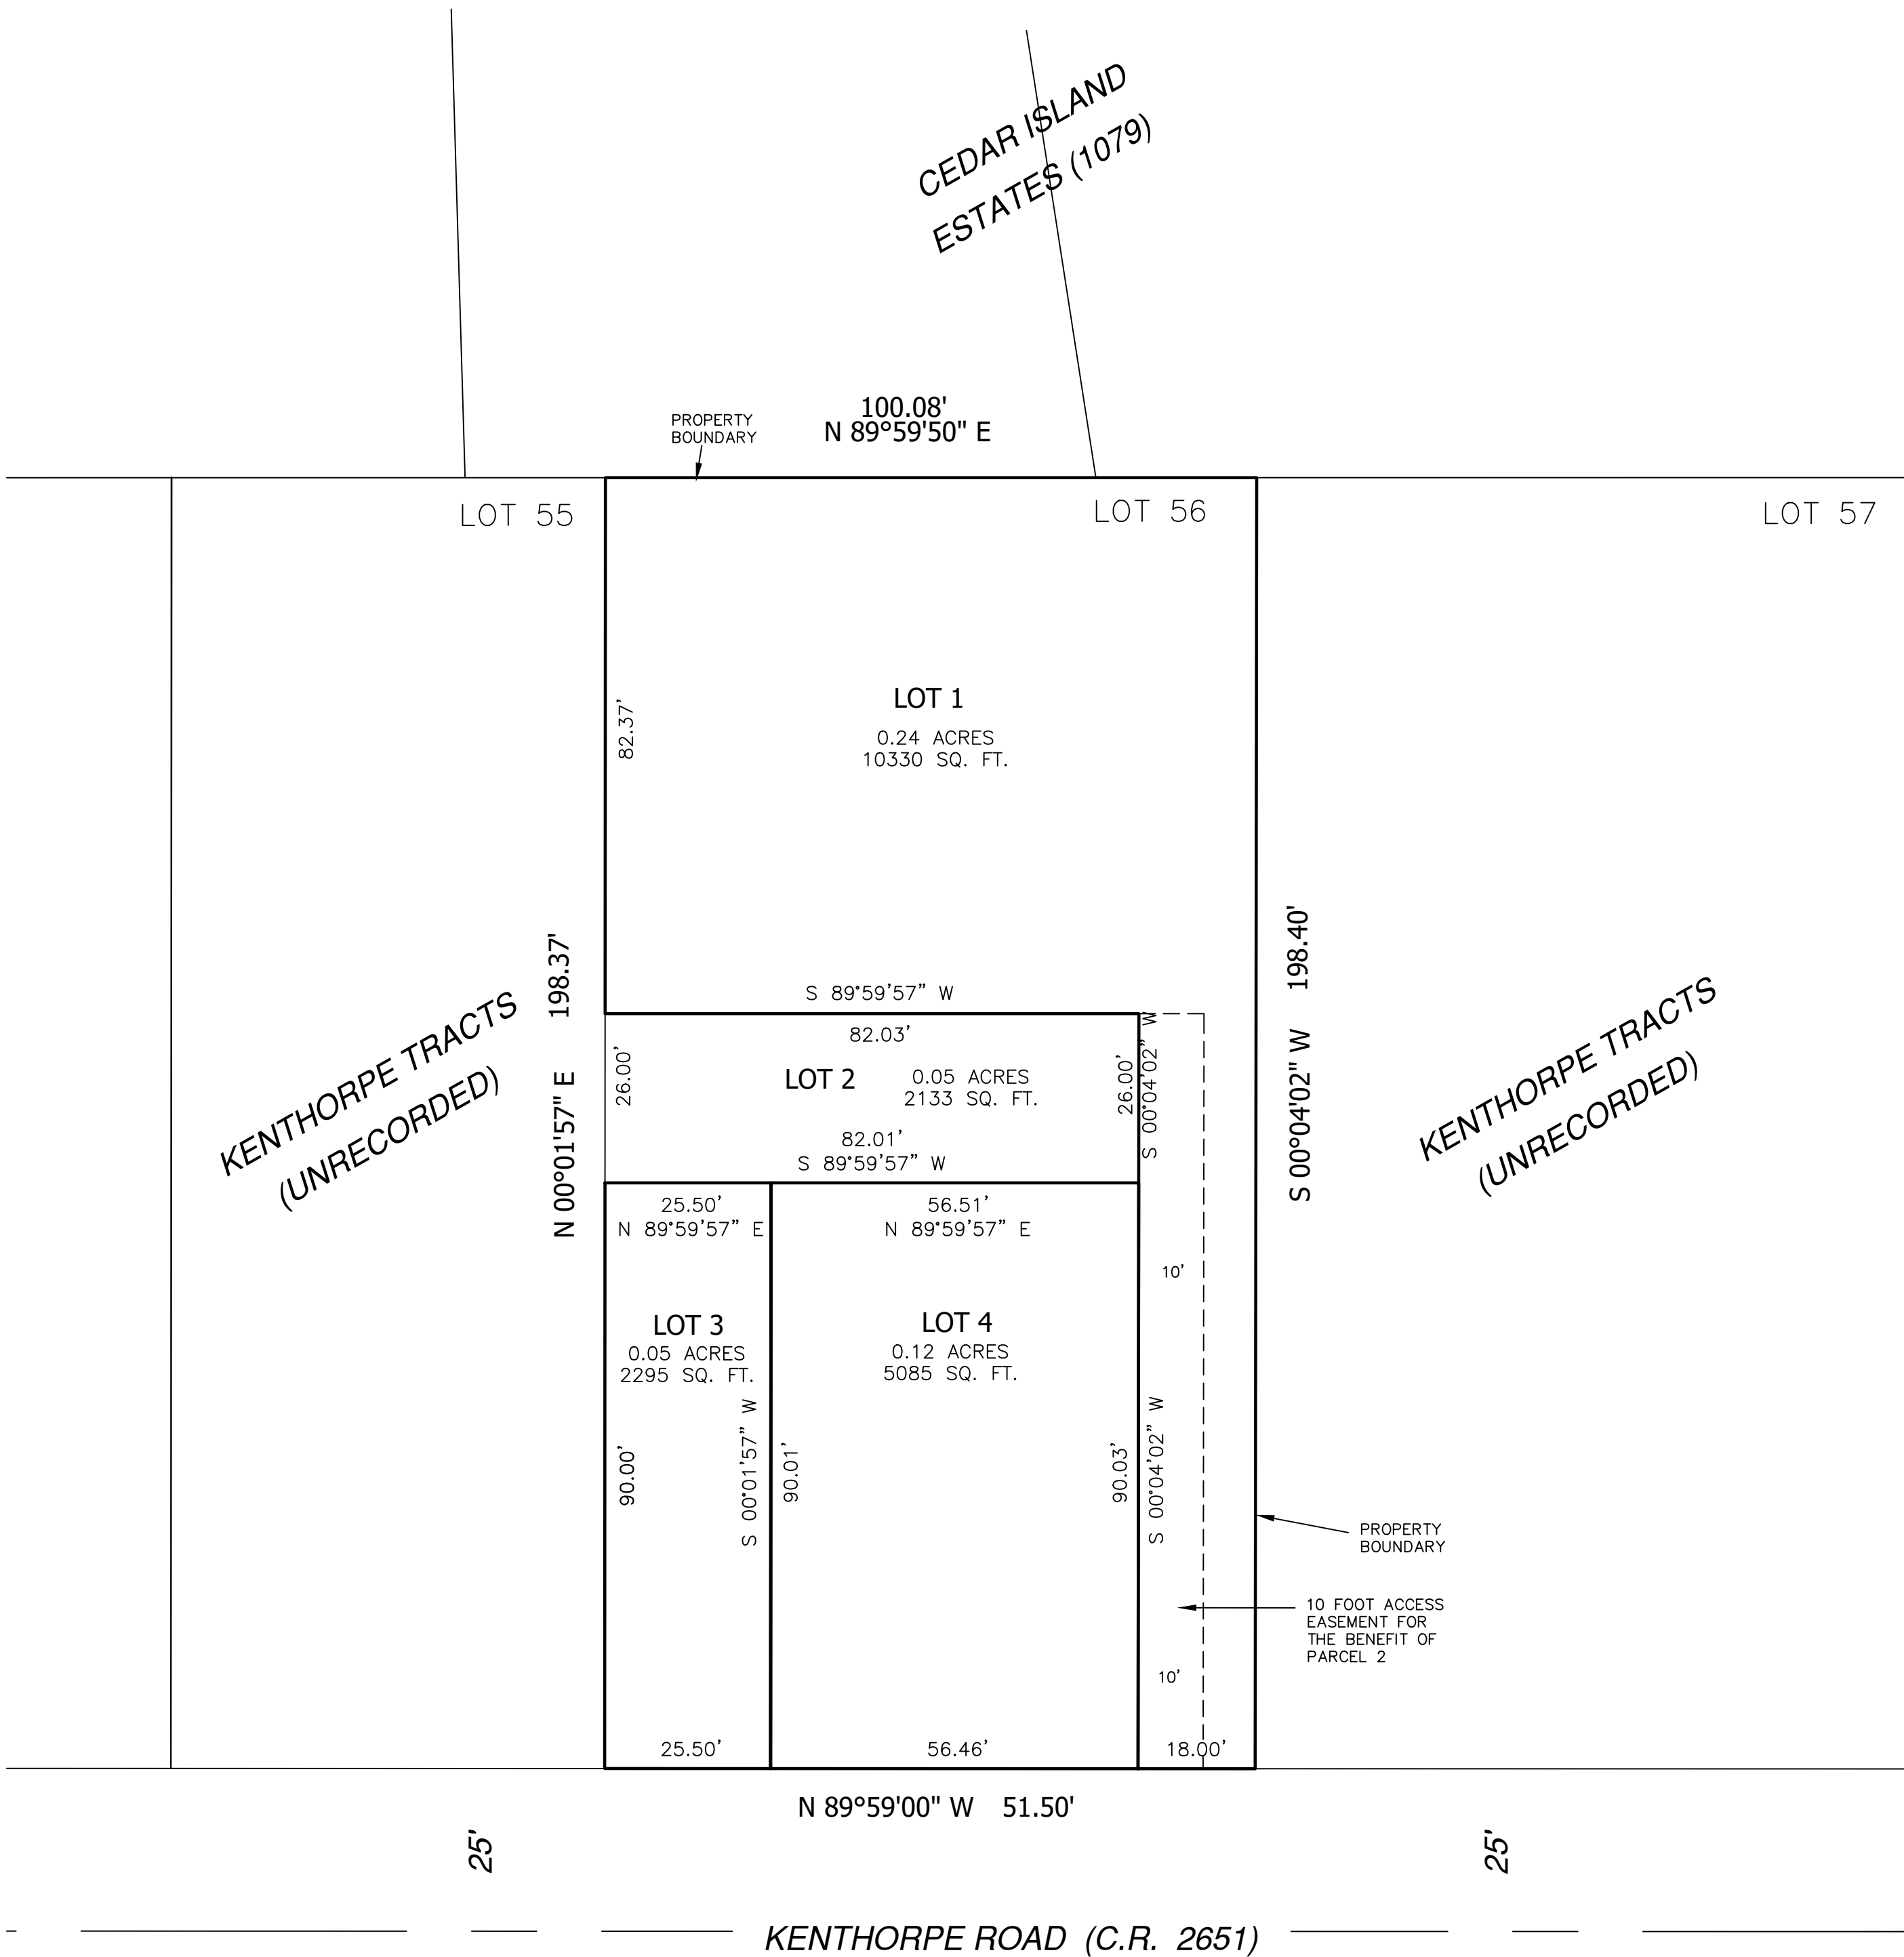 CEDAR ISLAND
ESTATES (1079)
100.08'
N 89°59'50" E
PROPERTY
BOUNDARY
LOT 55
LOT 56
LOT 57
LOT 1
0.24 ACRES
10330 SQ. FT.
82.37'
198.37'
N 00°01'57" E
198.40'
S 00°04'02" W
KENTHORPE TRACTS
(UNRECORDED)
KENTHORPE TRACTS
(UNRECORDED)
S 89°59'57" W
82.03'
26.00'
LOT 2
0.05 ACRES
2133 SQ. FT.
26.00'
S 00°04'02" W
82.01'
S 89°59'57" W
25.50'
N 89°59'57" E
56.51'
N 89°59'57" E
10'
LOT 3
0.05 ACRES
2295 SQ. FT.
LOT 4
0.12 ACRES
5085 SQ. FT.
90.00'
S 00°01'57" W
90.01'
90.03'
S 00°04'02" W
PROPERTY
BOUNDARY
10 FOOT ACCESS
EASEMENT FOR
THE BENEFIT OF
PARCEL 2
10'
25.50'
56.46'
18.00'
N 89°59'00" W 51.50'
25'
25'
KENTHORPE ROAD (C.R. 2651)